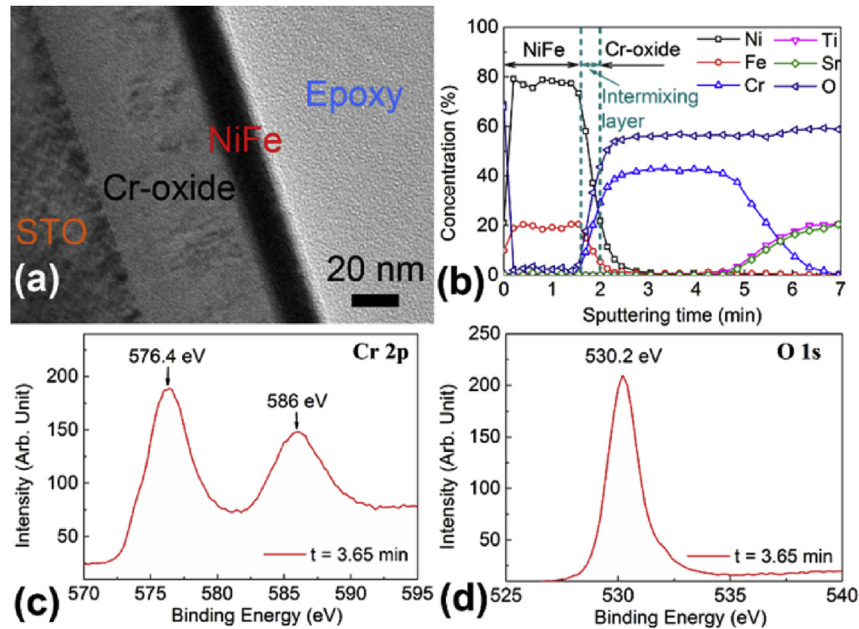 STO
Cr-oxide
NiFe
Epoxy
20 nm
(a)
NiFe
Cr-oxide
Intermixing
layer
Ni
Ti
Fe
Sr
Cr
O
Concentration (%)
100
80
60
40
20
0
0 1 2 3 4 5 6 7
Sputtering time (min)
(b)
Cr 2p
576.4 eV
586 eV
Intensity (Arb. Unit)
200
150
100
50
t = 3.65 min
570 575 580 585 590 595
Binding Energy (eV)
(c)
O 1s
530.2 eV
Intensity (Arb. Unit)
250
200
150
100
50
t = 3.65 min
525 530 535 540
Binding Energy (eV)
(d)